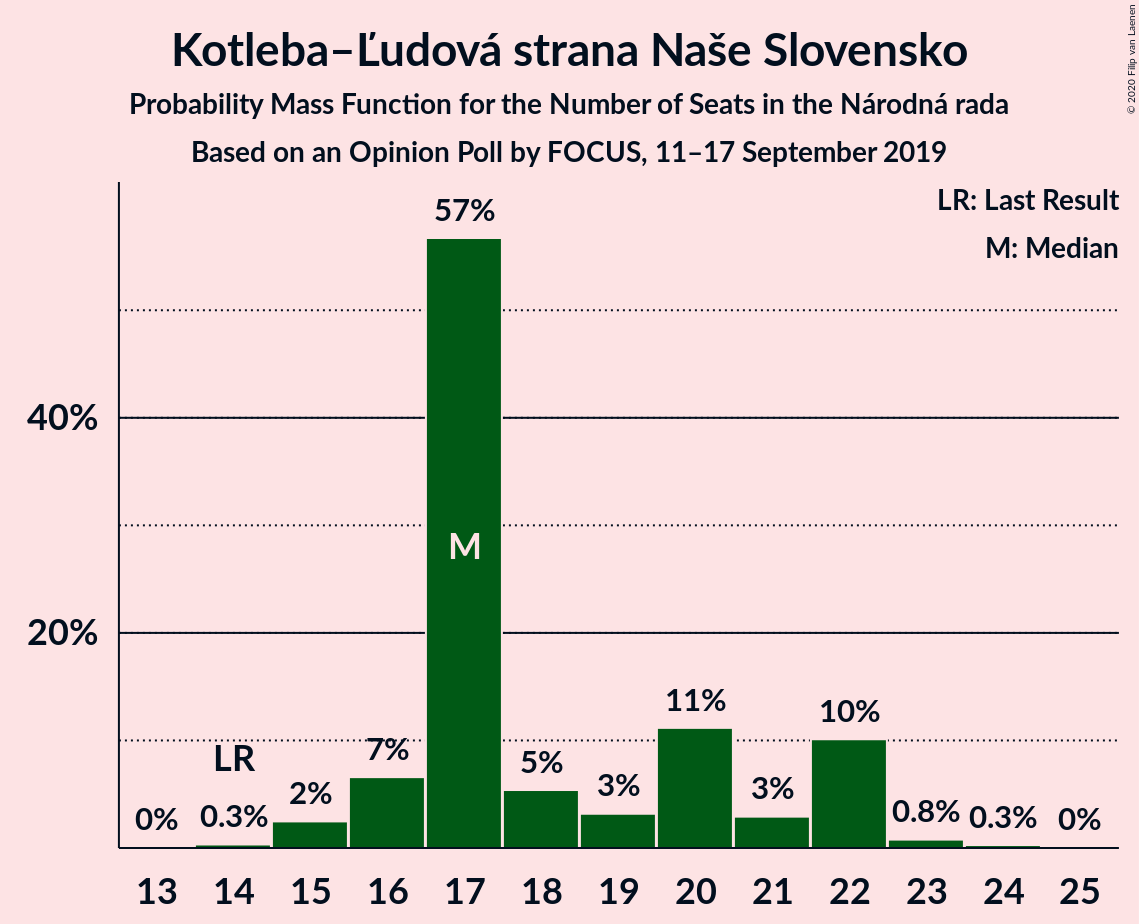 Kotleba–Ľudová strana Naše Slovensko
Probability Mass Function for the Number of Seats in the Národná rada
Based on an Opinion Poll by FOCUS, 11–17 September 2019
© 2020 Filip van Laenen
LR: Last Result
M: Median
57%
40%
M
20%
11%
10%
7%
LR
5%
3%
3%
2%
0%
0.3%
0.8%
0.3%
0%
13 14 15 16 17 18 19 20 21 22 23 24 25